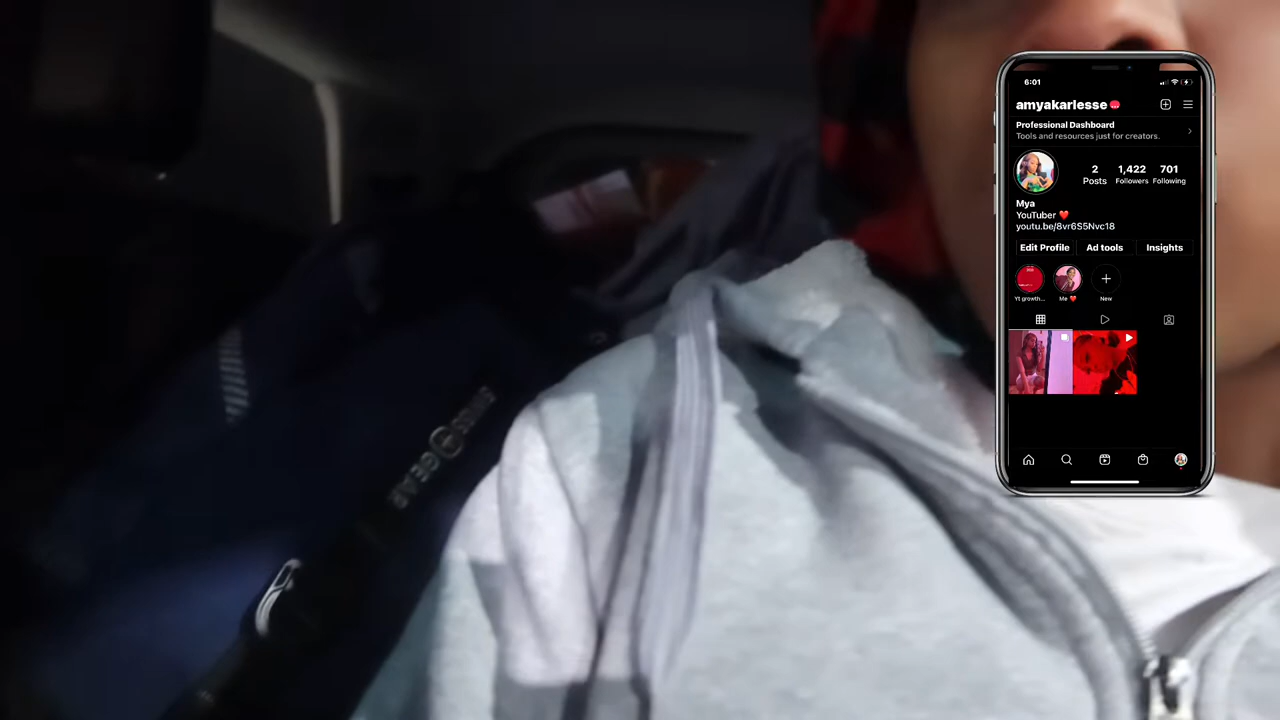 6:01
amyakarlesse
Professional Dashboard
Tools and resources just for creators.
2 1,422 701
Posts Followers Following
Mya
YouTuber ❤️
youtu.be/8vr6S5Nvc18
Edit Profile Ad tools Insights
Yt growth... Me ❤️ New